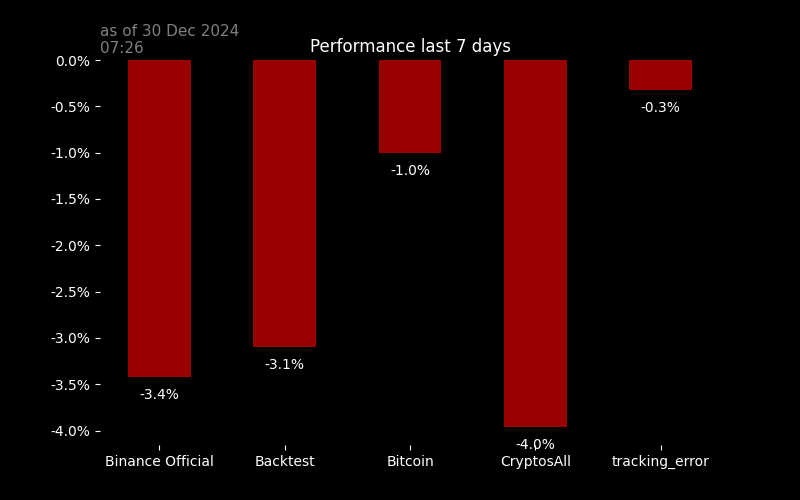 as of 30 Dec 2024
07:26
Performance last 7 days
0.0%
-0.5%
-1.0%
-1.5%
-2.0%
-2.5%
-3.0%
-3.5%
-4.0%
-3.4%
-3.1%
-1.0%
-4.0%
-0.3%
Binance Official
Backtest
Bitcoin
CryptosAll
tracking_error